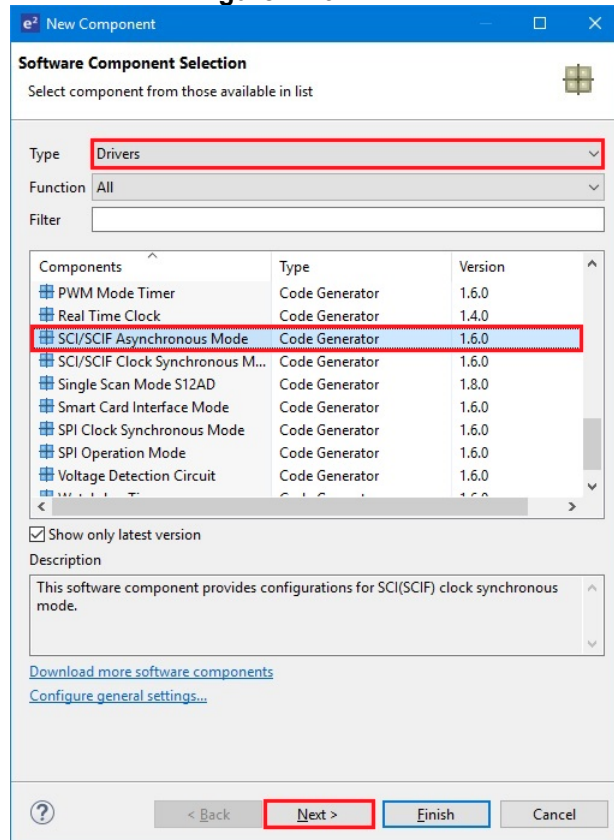 e² New Component
Software Component Selection
Select component from those available in list
Type Drivers
Function All
Filter
Components Type Version
PWM Mode Timer Code Generator 1.6.0
Real Time Clock Code Generator 1.4.0
SCI/SCIF Asynchronous Mode Code Generator 1.6.0
SCI/SCIF Clock Synchronous M... Code Generator 1.6.0
Single Scan Mode S12AD Code Generator 1.8.0
Smart Card Interface Mode Code Generator 1.6.0
SPI Clock Synchronous Mode Code Generator 1.6.0
SPI Operation Mode Code Generator 1.6.0
Voltage Detection Circuit Code Generator 1.6.0
Show only latest version
Description
This software component provides configurations for SCI(SCIF) clock synchronous
mode.
Download more software components
Configure general settings...
? < Back Next > Finish Cancel